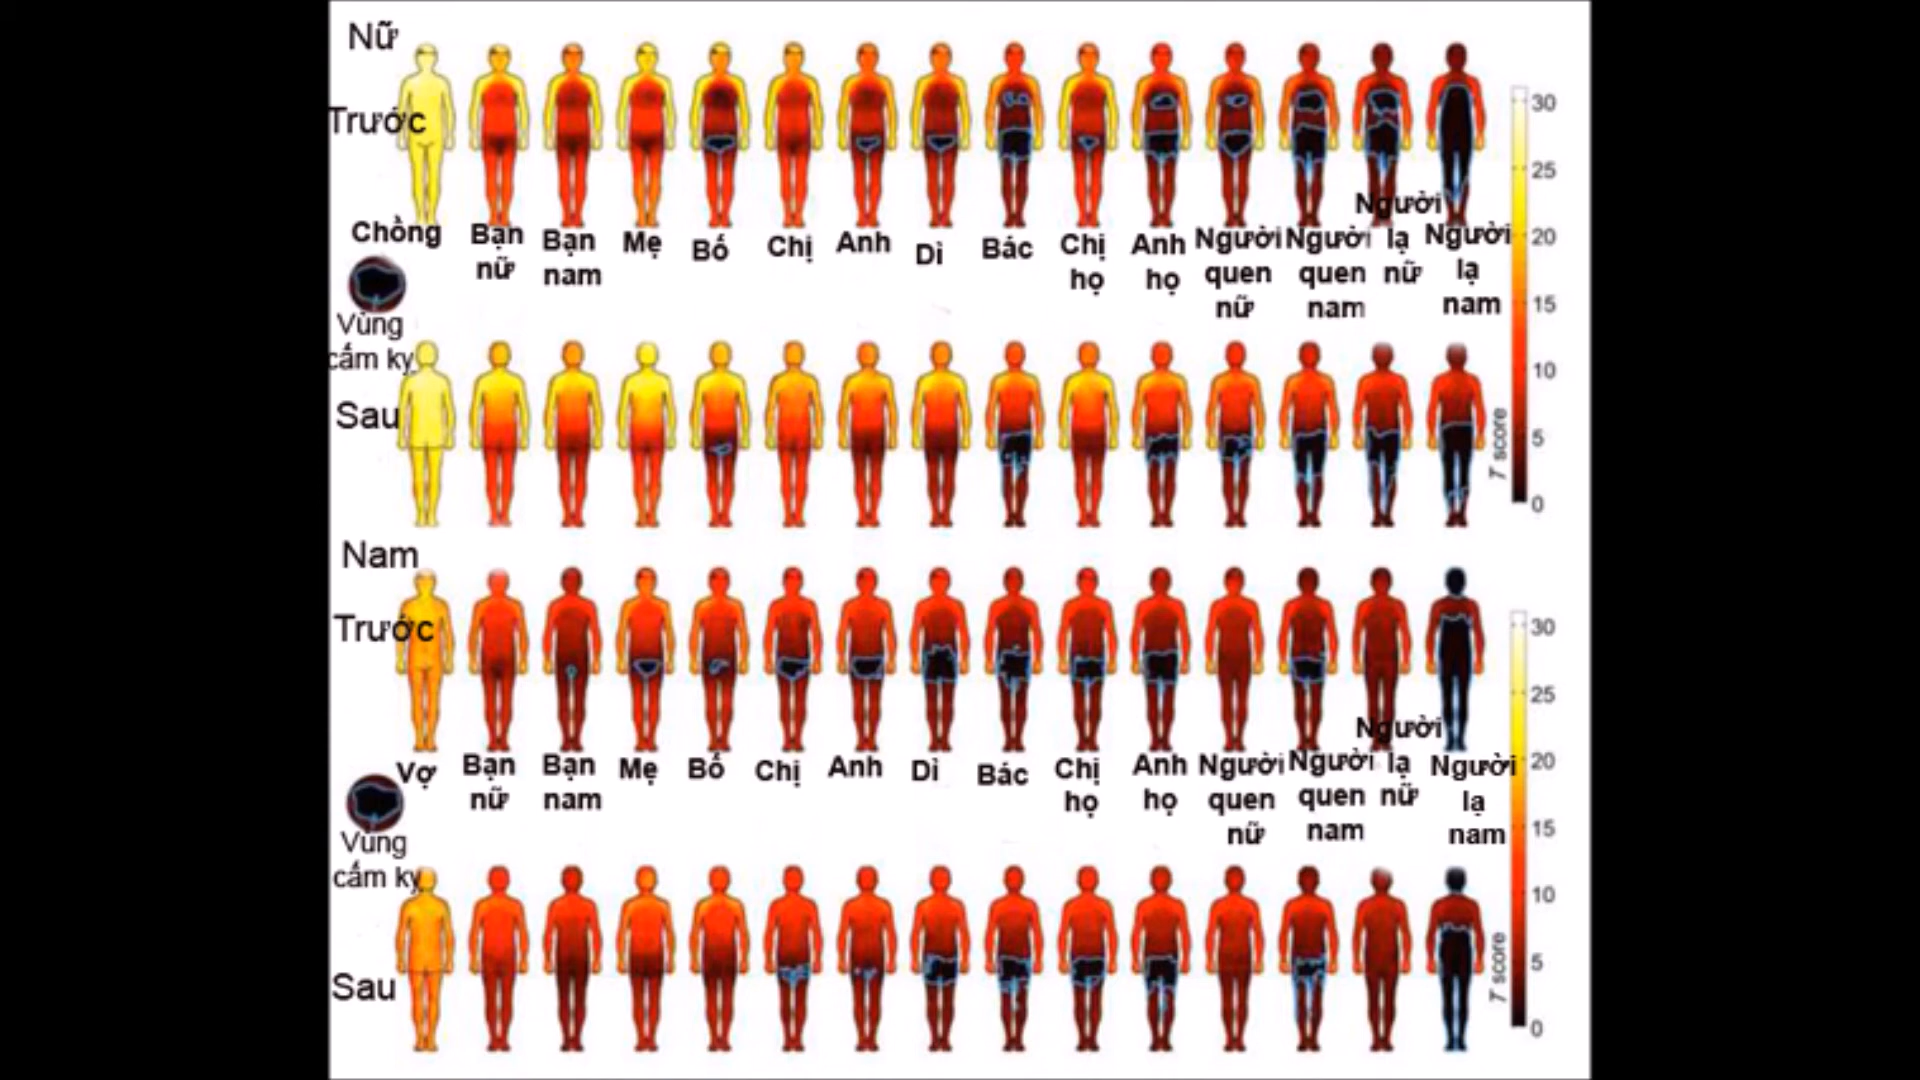 Nữ
Trước
30
25
20
15
10
5
0
T score
Chồng
Bạn
nữ
Bạn
nam
Mẹ
Bố
Chị
Anh
Dì
Bác
Chị
họ
Anh
họ
Người
quen
nữ
Người
quen
nam
Người
lạ
nữ
Người
lạ
nam
Vùng
cấm kỵ
Sau
Nam
Trước
30
25
20
15
10
5
0
T score
Vợ
Bạn
nữ
Bạn
nam
Mẹ
Bố
Chị
Anh
Dì
Bác
Chị
họ
Anh
họ
Người
quen
nữ
Người
quen
nam
Người
lạ
nữ
Người
lạ
nam
Vùng
cấm kỵ
Sau